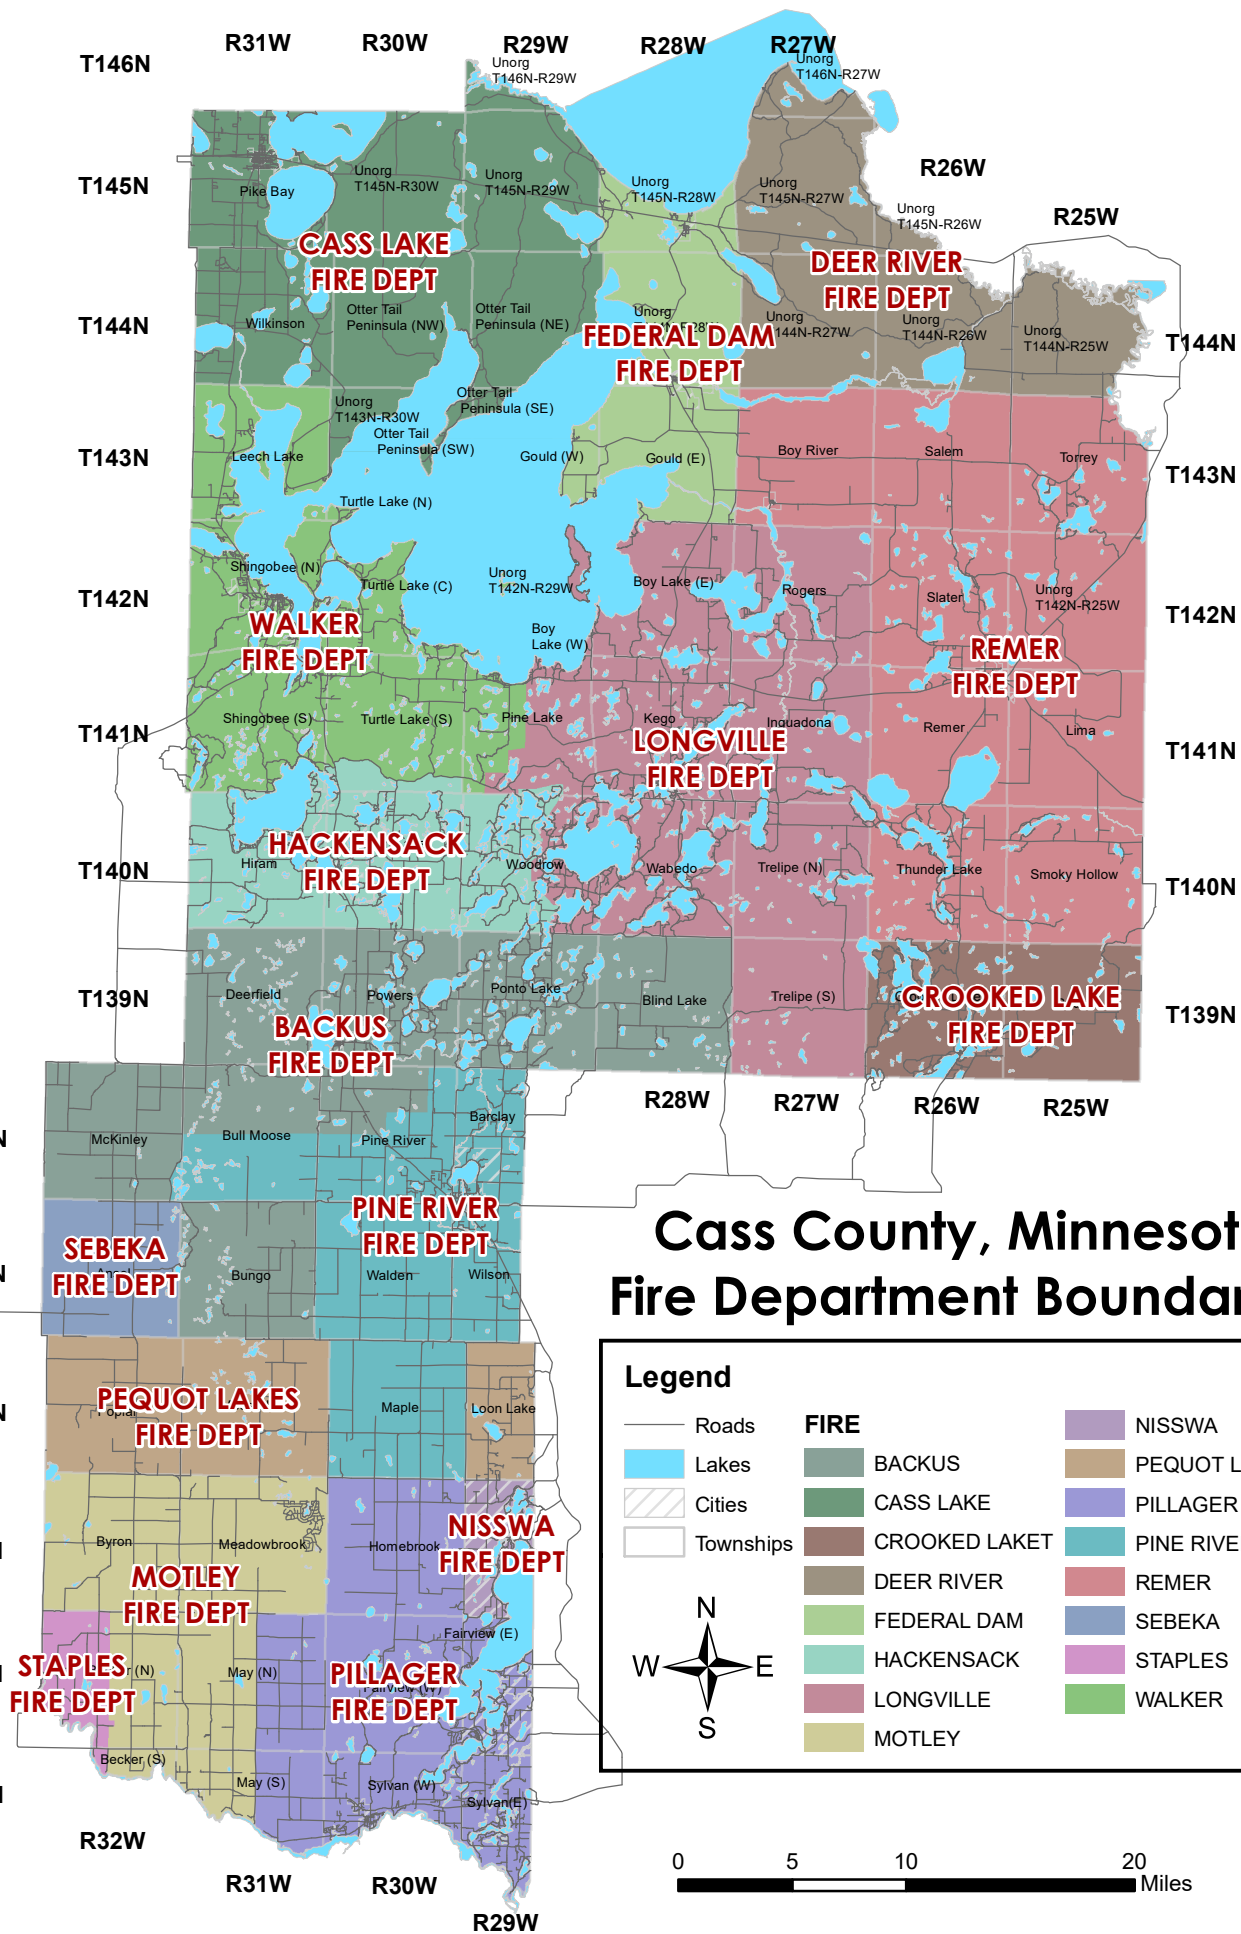 R31W
R30W
R29W
R28W
R27W
T146N
Unorg
T146N-R29W
Unorg
T146N-R27W
R26W
T145N
Pike Bay
Unorg
T145N-R30W
Unorg
T145N-R29W
Unorg
T145N-R28W
Unorg
T145N-R27W
Unorg
T145N-R26W
R25W
CASS LAKE
FIRE DEPT
DEER RIVER
FIRE DEPT
T144N
Wilkinson
Otter Tail
Peninsula (NW)
Otter Tail
Peninsula (NE)
Unorg
FEDERAL DAM
FIRE DEPT
Unorg
144N-R27W
Unorg
T144N-R26W
Unorg
T144N-R25W
T144N
Unorg
T143N-R30W
Otter Tail
Peninsula (SE)
Otter Tail
Peninsula (SW)
T143N
Leech Lake
Gould (W)
Gould (E)
Boy River
Salem
Torrey
T143N
Turtle Lake (N)
Shingobee (N)
Turtle Lake (C)
Unorg
T142N-R29W
Boy Lake (E)
Rogers
Slater
Unorg
T142N-R25W
T142N
T142N
WALKER
FIRE DEPT
Boy
Lake (W)
REMER
FIRE DEPT
T141N
Shingobee (S)
Turtle Lake (S)
Pine Lake
Kego
Inguadona
Remer
Lima
T141N
LONGVILLE
FIRE DEPT
HACKENSACK
FIRE DEPT
T140N
Hiram
Woodrow
Wabedo
Trelipe (N)
Thunder Lake
Smoky Hollow
T140N
T139N
Deerfield
Powers
Ponto Lake
Blind Lake
Trelipe (S)
CROOKED LAKE
FIRE DEPT
T139N
BACKUS
FIRE DEPT
R28W
R27W
R26W
R25W
N
McKinley
Bull Moose
Pine River
Barclay
PINE RIVER
FIRE DEPT
SEBEKA
FIRE DEPT
N
Bungo
Walden
Wilson
Cass County, Minnesot
Fire Department Boundar
PEQUOT LAKES
FIRE DEPT
N
Poplar
Maple
Loon Lake
Byron
Meadowbrook
Homebrook
NISSWA
FIRE DEPT
MOTLEY
FIRE DEPT
Fairview (E)
STAPLES
FIRE DEPT
r (N)
May (N)
PILLAGER
FIRE DEPT
Fairview (W)
Becker (S)
May (S)
Sylvan (W)
Sylvan(E)
R32W
R31W
R30W
R29W
Legend
Roads
Lakes
Cities
Townships
FIRE
BACKUS
CASS LAKE
CROOKED LAKET
DEER RIVER
FEDERAL DAM
HACKENSACK
LONGVILLE
MOTLEY
NISSWA
PEQUOT L
PILLAGER
PINE RIVE
REMER
SEBEKA
STAPLES
WALKER
N
W E
S
0 5 10 20
Miles